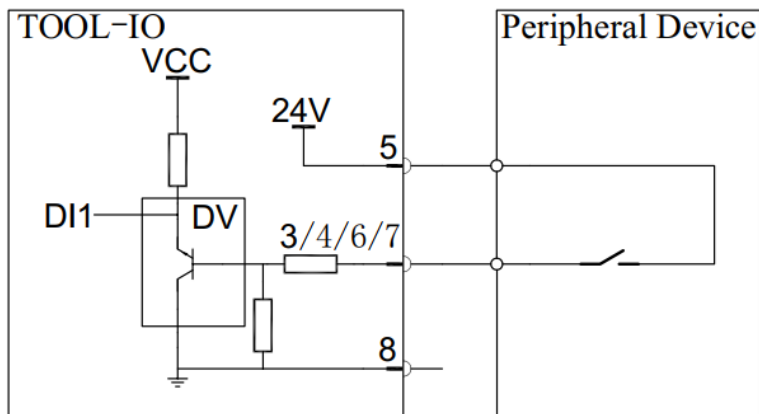 TOOL-IO
Peripheral Device
VCC
24V
5
DI1
DV
3/4/6/7
8